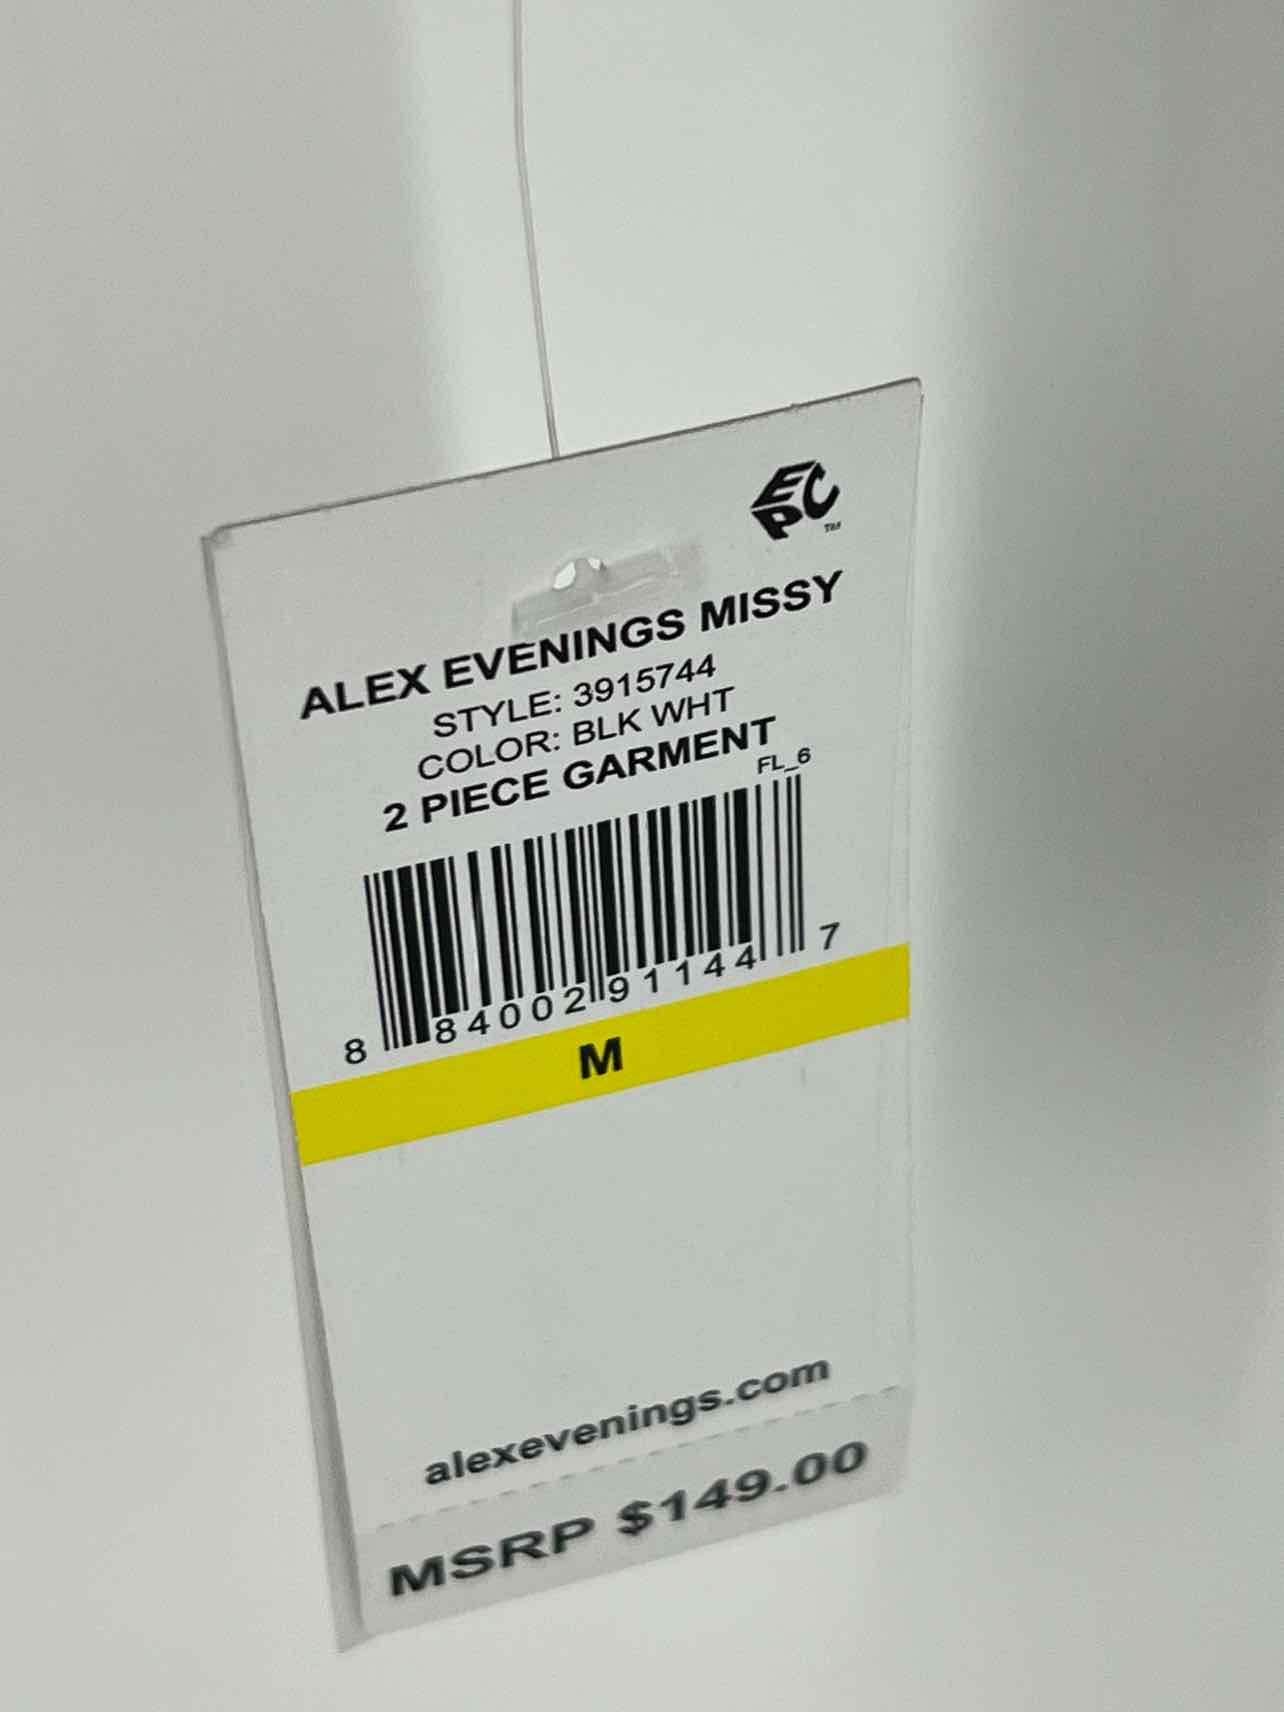 EPC
TM
ALEX EVENINGS MISSY
STYLE: 3915744
COLOR: BLK WHT
2 PIECE GARMENT
FL_6
8 84002 91144 7
M
alexevenings.com
MSRP $149.00